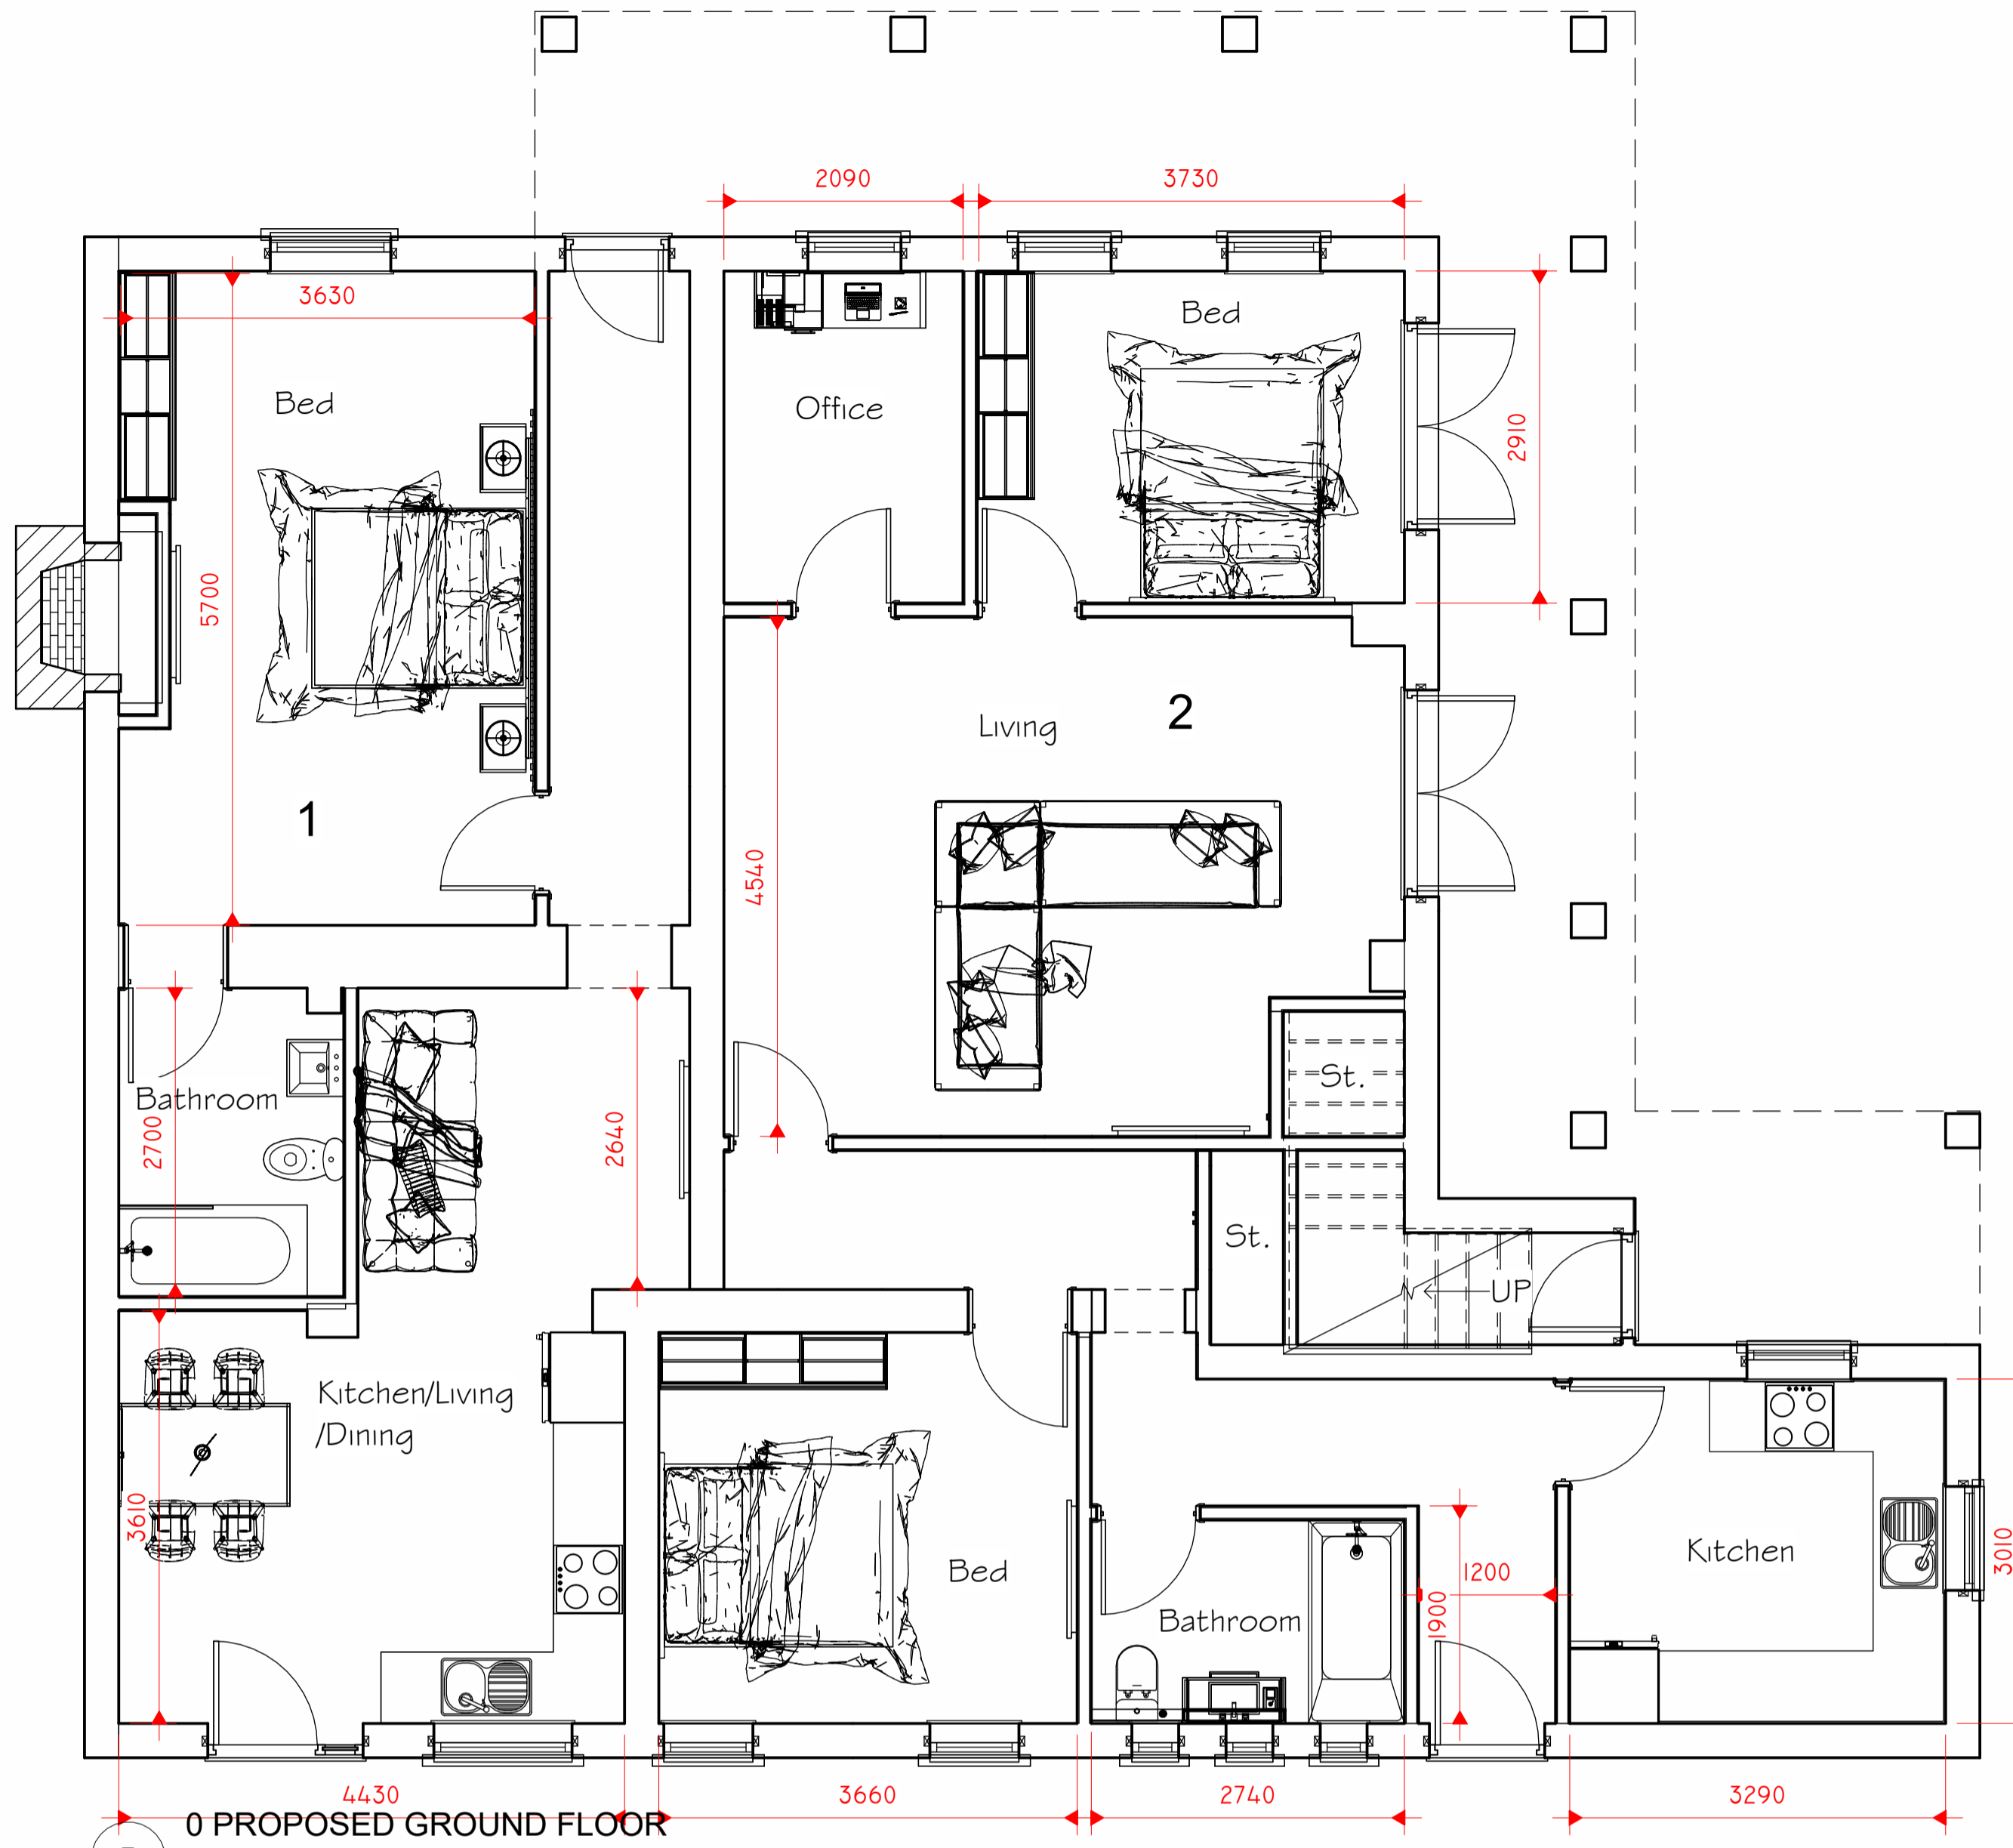 2090
3730
3630
Bed
Bed
Office
2910
5700
Living
2
1
4540
St.
Bathroom
2700
2640
St.
UP
Kitchen/Living
/Dining
3610
Bed
Kitchen
3010
1200
1900
Bathroom
4430
3660
2740
3290
0 PROPOSED GROUND FLOOR